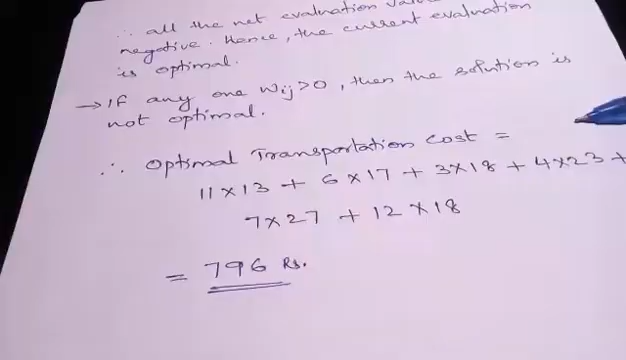 ∴ all the net evaluation
negative. Hence, the current evaluation
is optimal.
→ If any one Wij>0, then the solution is
not optimal.
∴ Optimal Transportation Cost =
11×13 + 6×17 + 3×18 + 4×23 +
7×27 + 12×18
= 796 Rs.